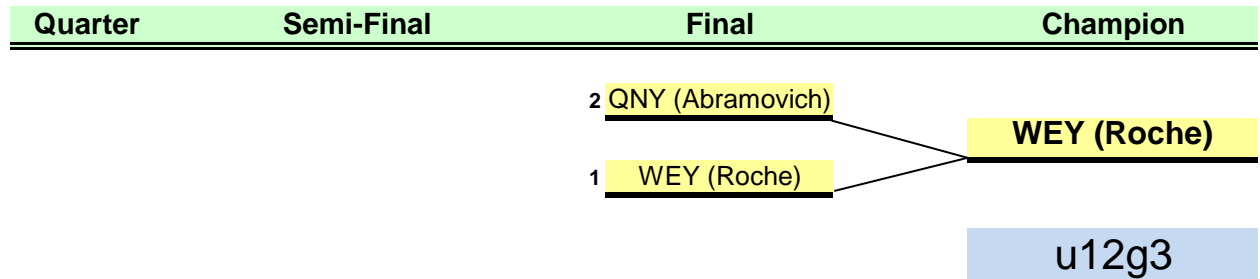 Quarter Semi-Final Final Champion
2 QNY (Abramovich)
WEY (Roche)
1 WEY (Roche)
u12g3